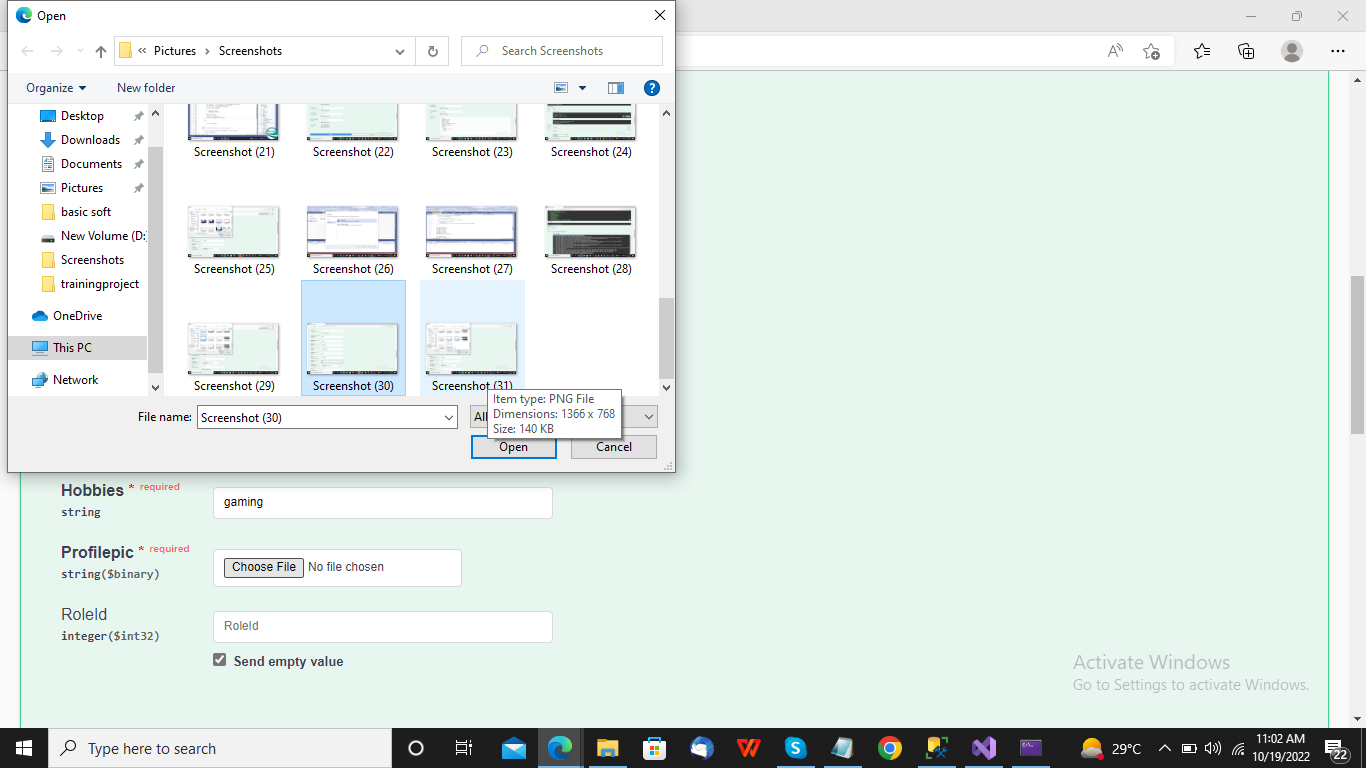 Open
« Pictures > Screenshots
Search Screenshots
Organize
New folder
Desktop
Downloads
Documents
Pictures
basic soft
New Volume (D:
Screenshots
trainingproject
OneDrive
This PC
Network
Screenshot (21)
Screenshot (22)
Screenshot (23)
Screenshot (24)
Screenshot (25)
Screenshot (26)
Screenshot (27)
Screenshot (28)
Screenshot (29)
Screenshot (30)
Screenshot (31)
Item type: PNG File
Dimensions: 1366 x 768
Size: 140 KB
File name:
Screenshot (30)
All
Open
Cancel
Hobbies * required
string
gaming
Profilepic * required
string($binary)
Choose File No file chosen
RoleId
integer($int32)
RoleId
Send empty value
Activate Windows
Go to Settings to activate Windows.
Type here to search
29°C
11:02 AM
10/19/2022
22